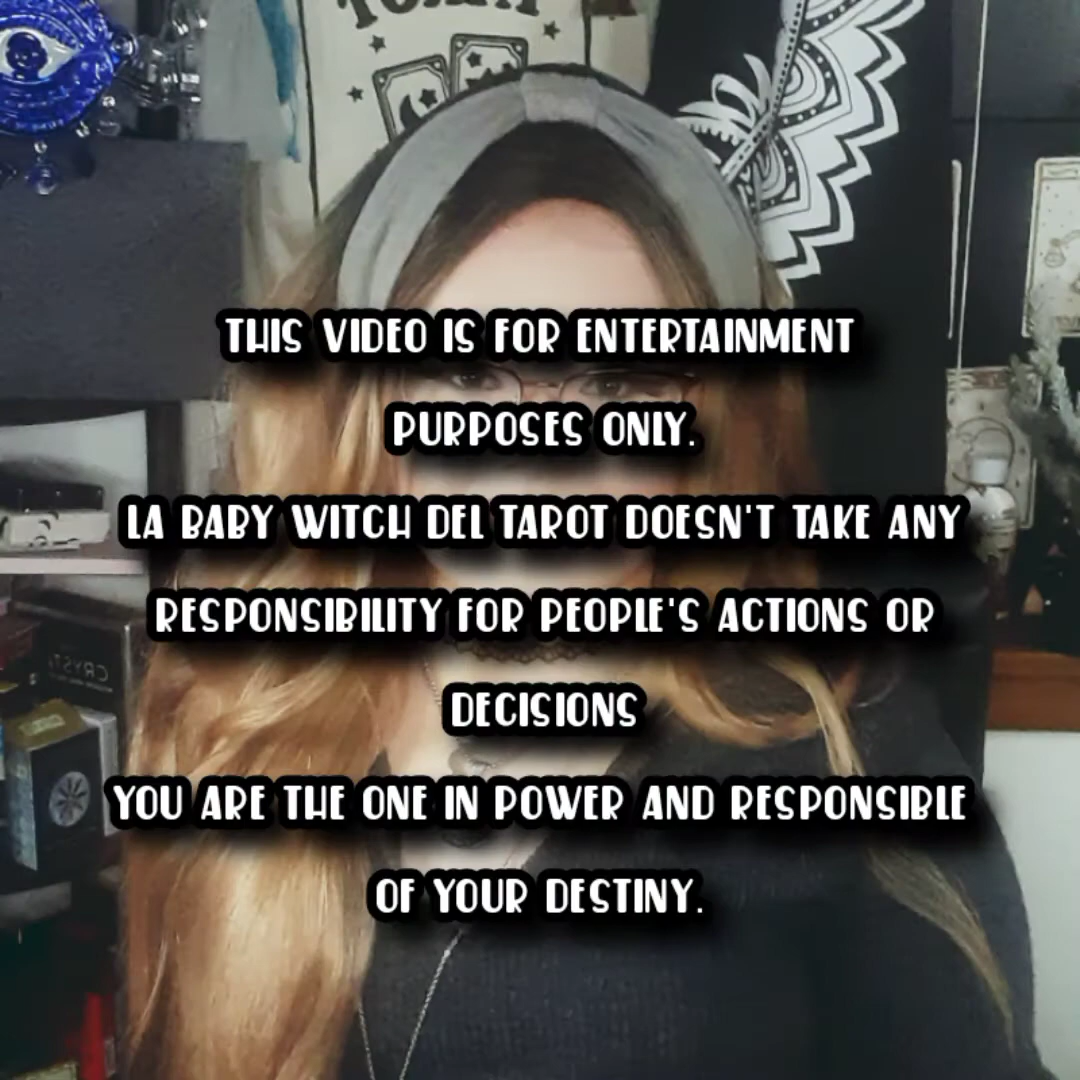 THIS VIDEO IS FOR ENTERTAINMENT
PURPOSES ONLY.
LA BABY WITCH DEL TAROT DOESN'T TAKE ANY
RESPONSIBILITY FOR PEOPLE'S ACTIONS OR
DECISIONS
YOU ARE THE ONE IN POWER AND RESPONSIBLE
OF YOUR DESTINY.